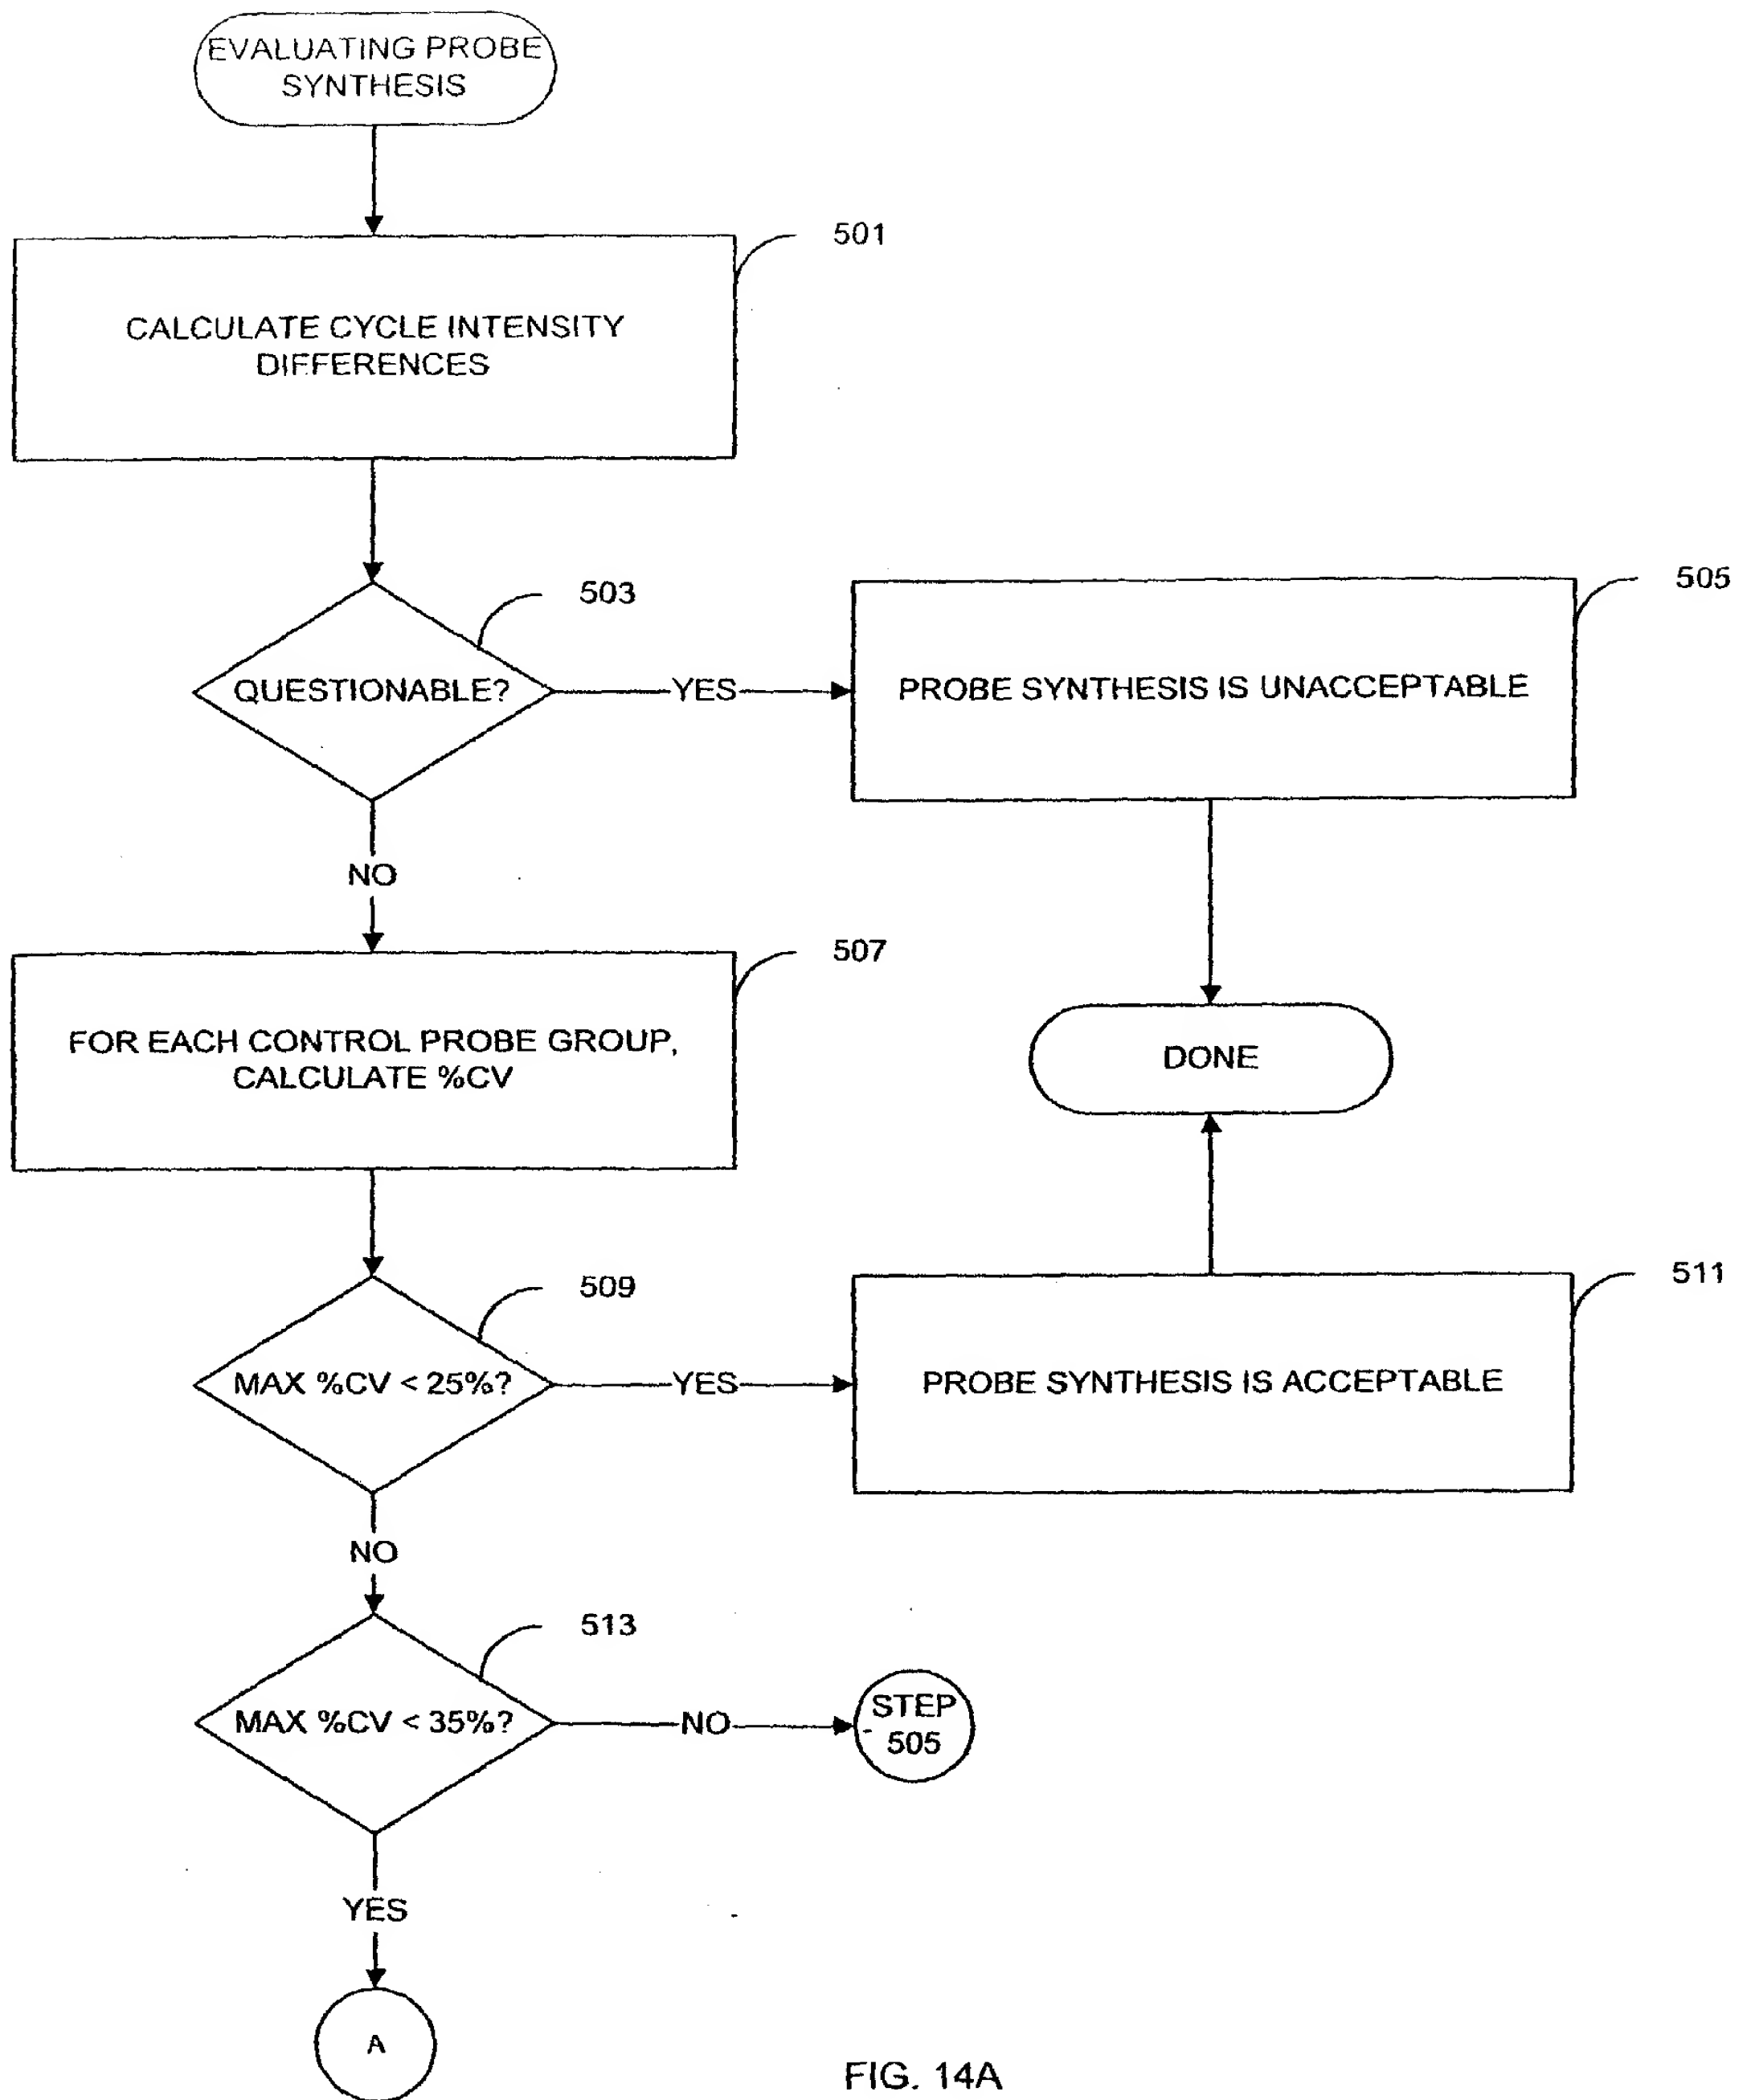 EVALUATING PROBE
SYNTHESIS
501
CALCULATE CYCLE INTENSITY
DIFFERENCES
503
505
QUESTIONABLE?
YES
PROBE SYNTHESIS IS UNACCEPTABLE
NO
507
FOR EACH CONTROL PROBE GROUP,
CALCULATE %CV
DONE
509
511
MAX %CV < 25%?
YES
PROBE SYNTHESIS IS ACCEPTABLE
NO
513
MAX %CV < 35%?
NO
STEP
505
YES
A
FIG. 14A